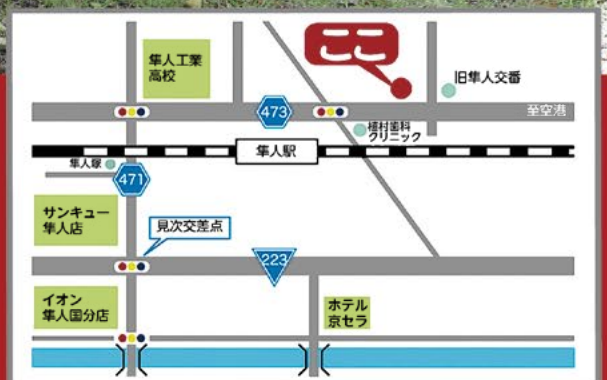 隼人工業
高校
ここ
旧隼人交番
473
至空港
植村歯科
クリニック
隼人駅
隼人塚
471
サンキュー
隼人店
見次交差点
223
イオン
隼人国分店
ホテル
京セラ